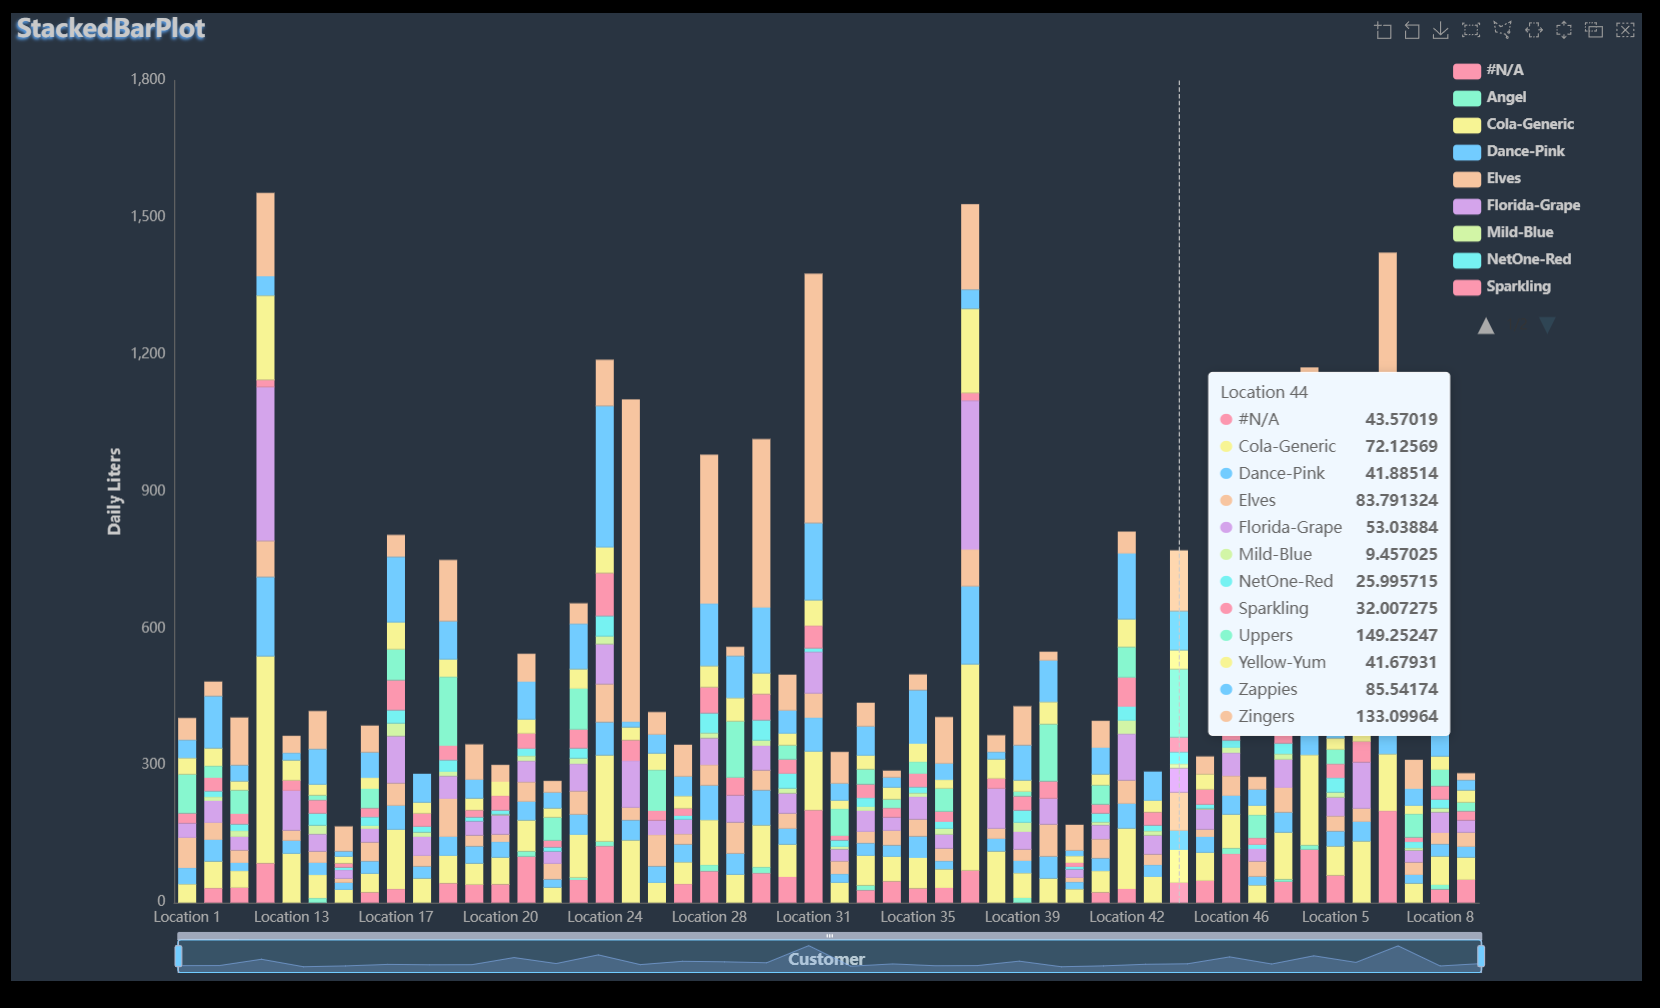 StackedBarPlot
#N/A
Angel
Cola-Generic
Dance-Pink
Elves
Florida-Grape
Mild-Blue
NetOne-Red
Sparkling
1,800
1,500
1,200
900
600
300
0
Daily Liters
Location 44
#N/A 43.57019
Cola-Generic 72.12569
Dance-Pink 41.88514
Elves 83.791324
Florida-Grape 53.03884
Mild-Blue 9.457025
NetOne-Red 25.995715
Sparkling 32.007275
Uppers 149.25247
Yellow-Yum 41.67931
Zappies 85.54174
Zingers 133.09964
Location 1 Location 13 Location 17 Location 20 Location 24 Location 28 Location 31 Location 35 Location 39 Location 42 Location 46 Location 5 Location 8
Customer